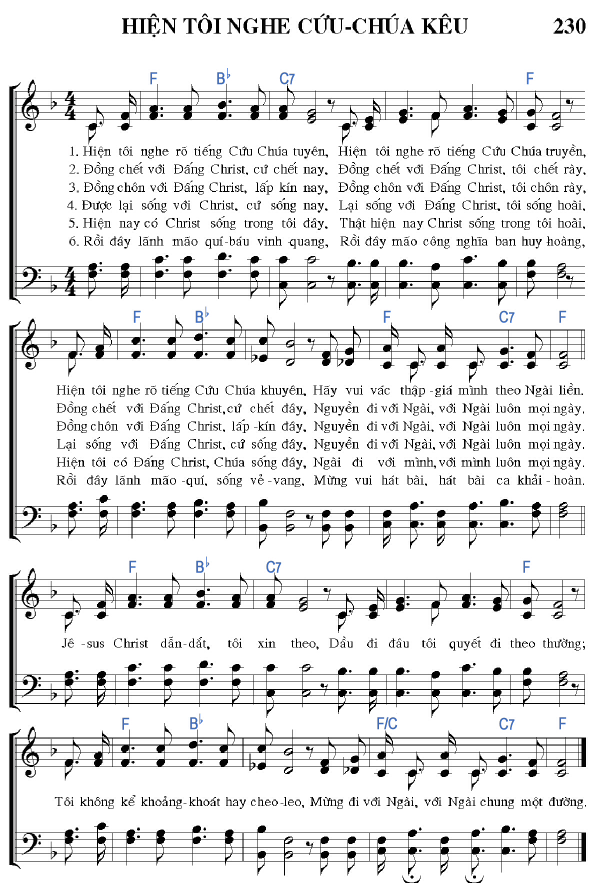 HIỆN TÔI NGHE CỨU-CHÚA KÊU 230
F B♭ C7 F
1. Hiện tôi nghe rõ tiếng Cứu Chúa tuyên, Hiện tôi nghe rõ tiếng Cứu Chúa truyền,
2. Đồng chết với Đấng Christ, cứ chết nay, Đồng chết với Đấng Christ, tôi chết rày,
3. Đồng chôn với Đấng Christ, lấp kín nay, Đồng chôn với Đấng Christ, tôi chôn rày,
4. Được lại sống với Christ, cứ sống nay, Lại sống với Đấng Christ, tôi sống hoài,
5. Hiện nay có Christ sống trong tôi đây, Thật hiện nay Christ sống trong tôi hoài,
6. Rồi đây lãnh mão quí-báu vinh quang, Rồi đây mão công nghĩa ban huy hoàng,
F B♭ F C7 F
Hiện tôi nghe rõ tiếng Cứu Chúa khuyên, Hãy vui vác thập-giá mình theo Ngài liền.
Đồng chết với Đấng Christ,cứ chết đây, Nguyền đi với Ngài, với Ngài luôn mọi ngày.
Đồng chôn với Đấng Christ, lấp-kín đây, Nguyền đi với Ngài, với Ngài luôn mọi ngày.
Lại sống với Đấng Christ, cứ sống đây, Nguyền đi với Ngài, với Ngài luôn mọi ngày.
Hiện tôi có Đấng Christ, Chúa sống đây, Ngài đi với mình,với mình luôn mọi ngày.
Rồi đây lãnh mão-quí, sống vẻ-vang, Mừng vui hát bài, hát bài ca khải-hoàn.
F B♭ C7 F
Jê-sus Christ dẫn-dắt, tôi xin theo, Dầu đi đâu tôi quyết đi theo thường;
F B♭ F/C C7 F
Tôi không kể khoảng-khoát hay cheo-leo, Mừng đi với Ngài, với Ngài chung một đường.